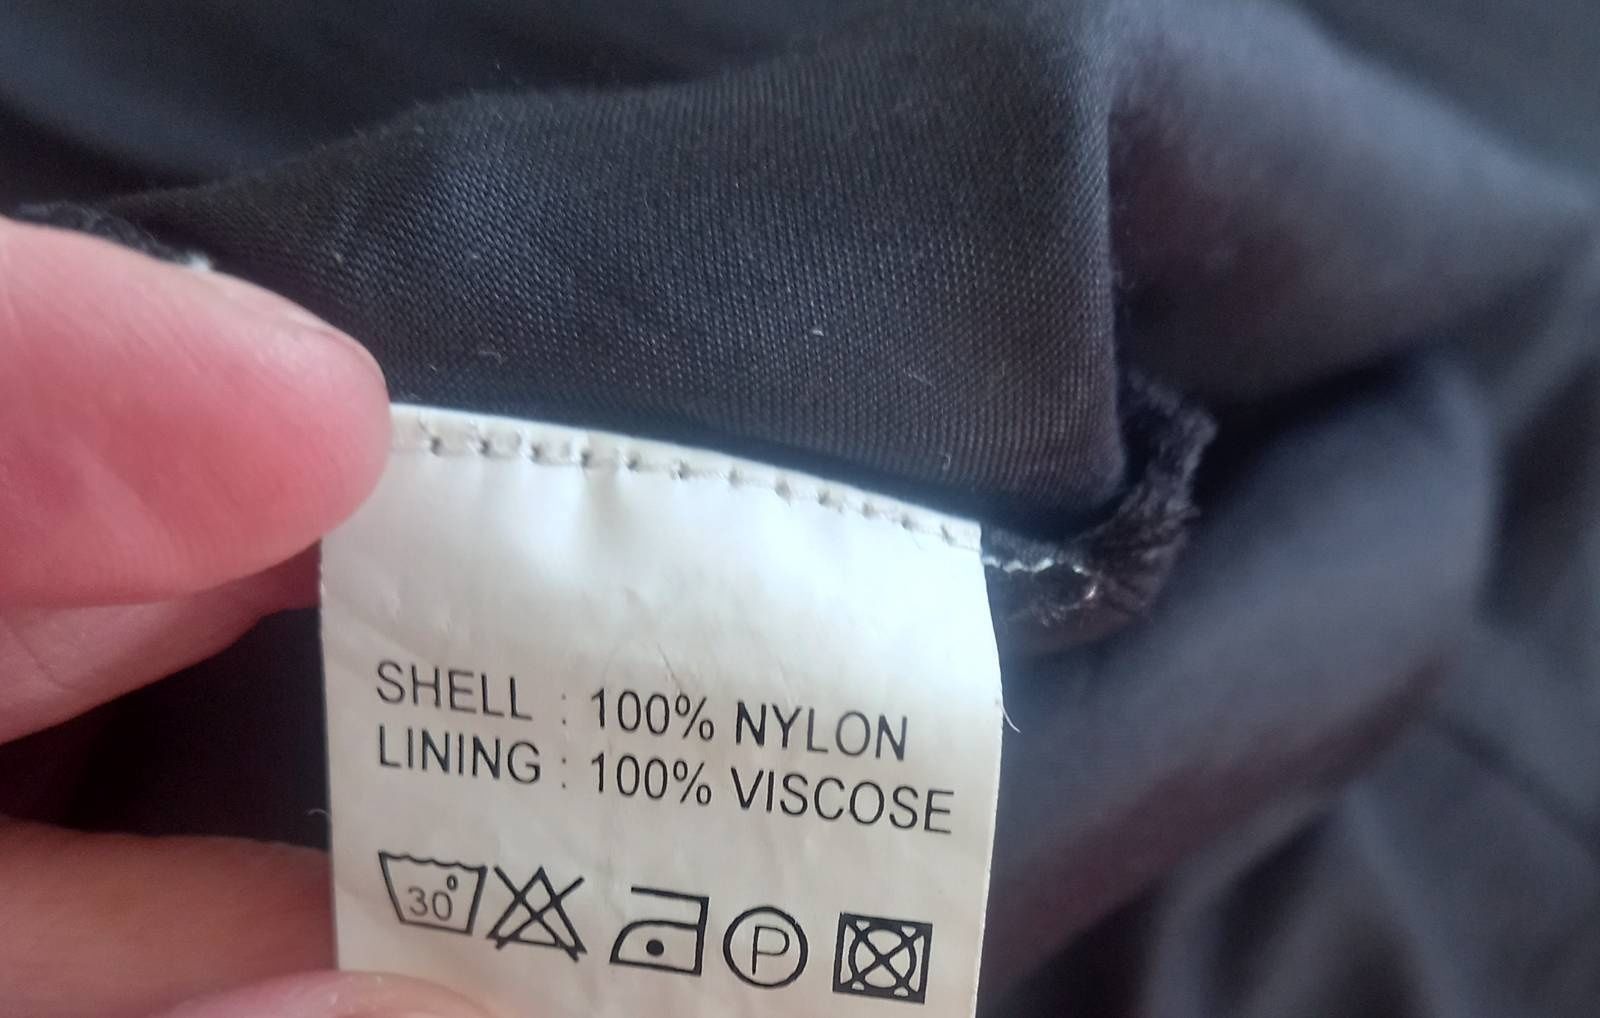 SHELL : 100% NYLON
LINING : 100% VISCOSE
30° P